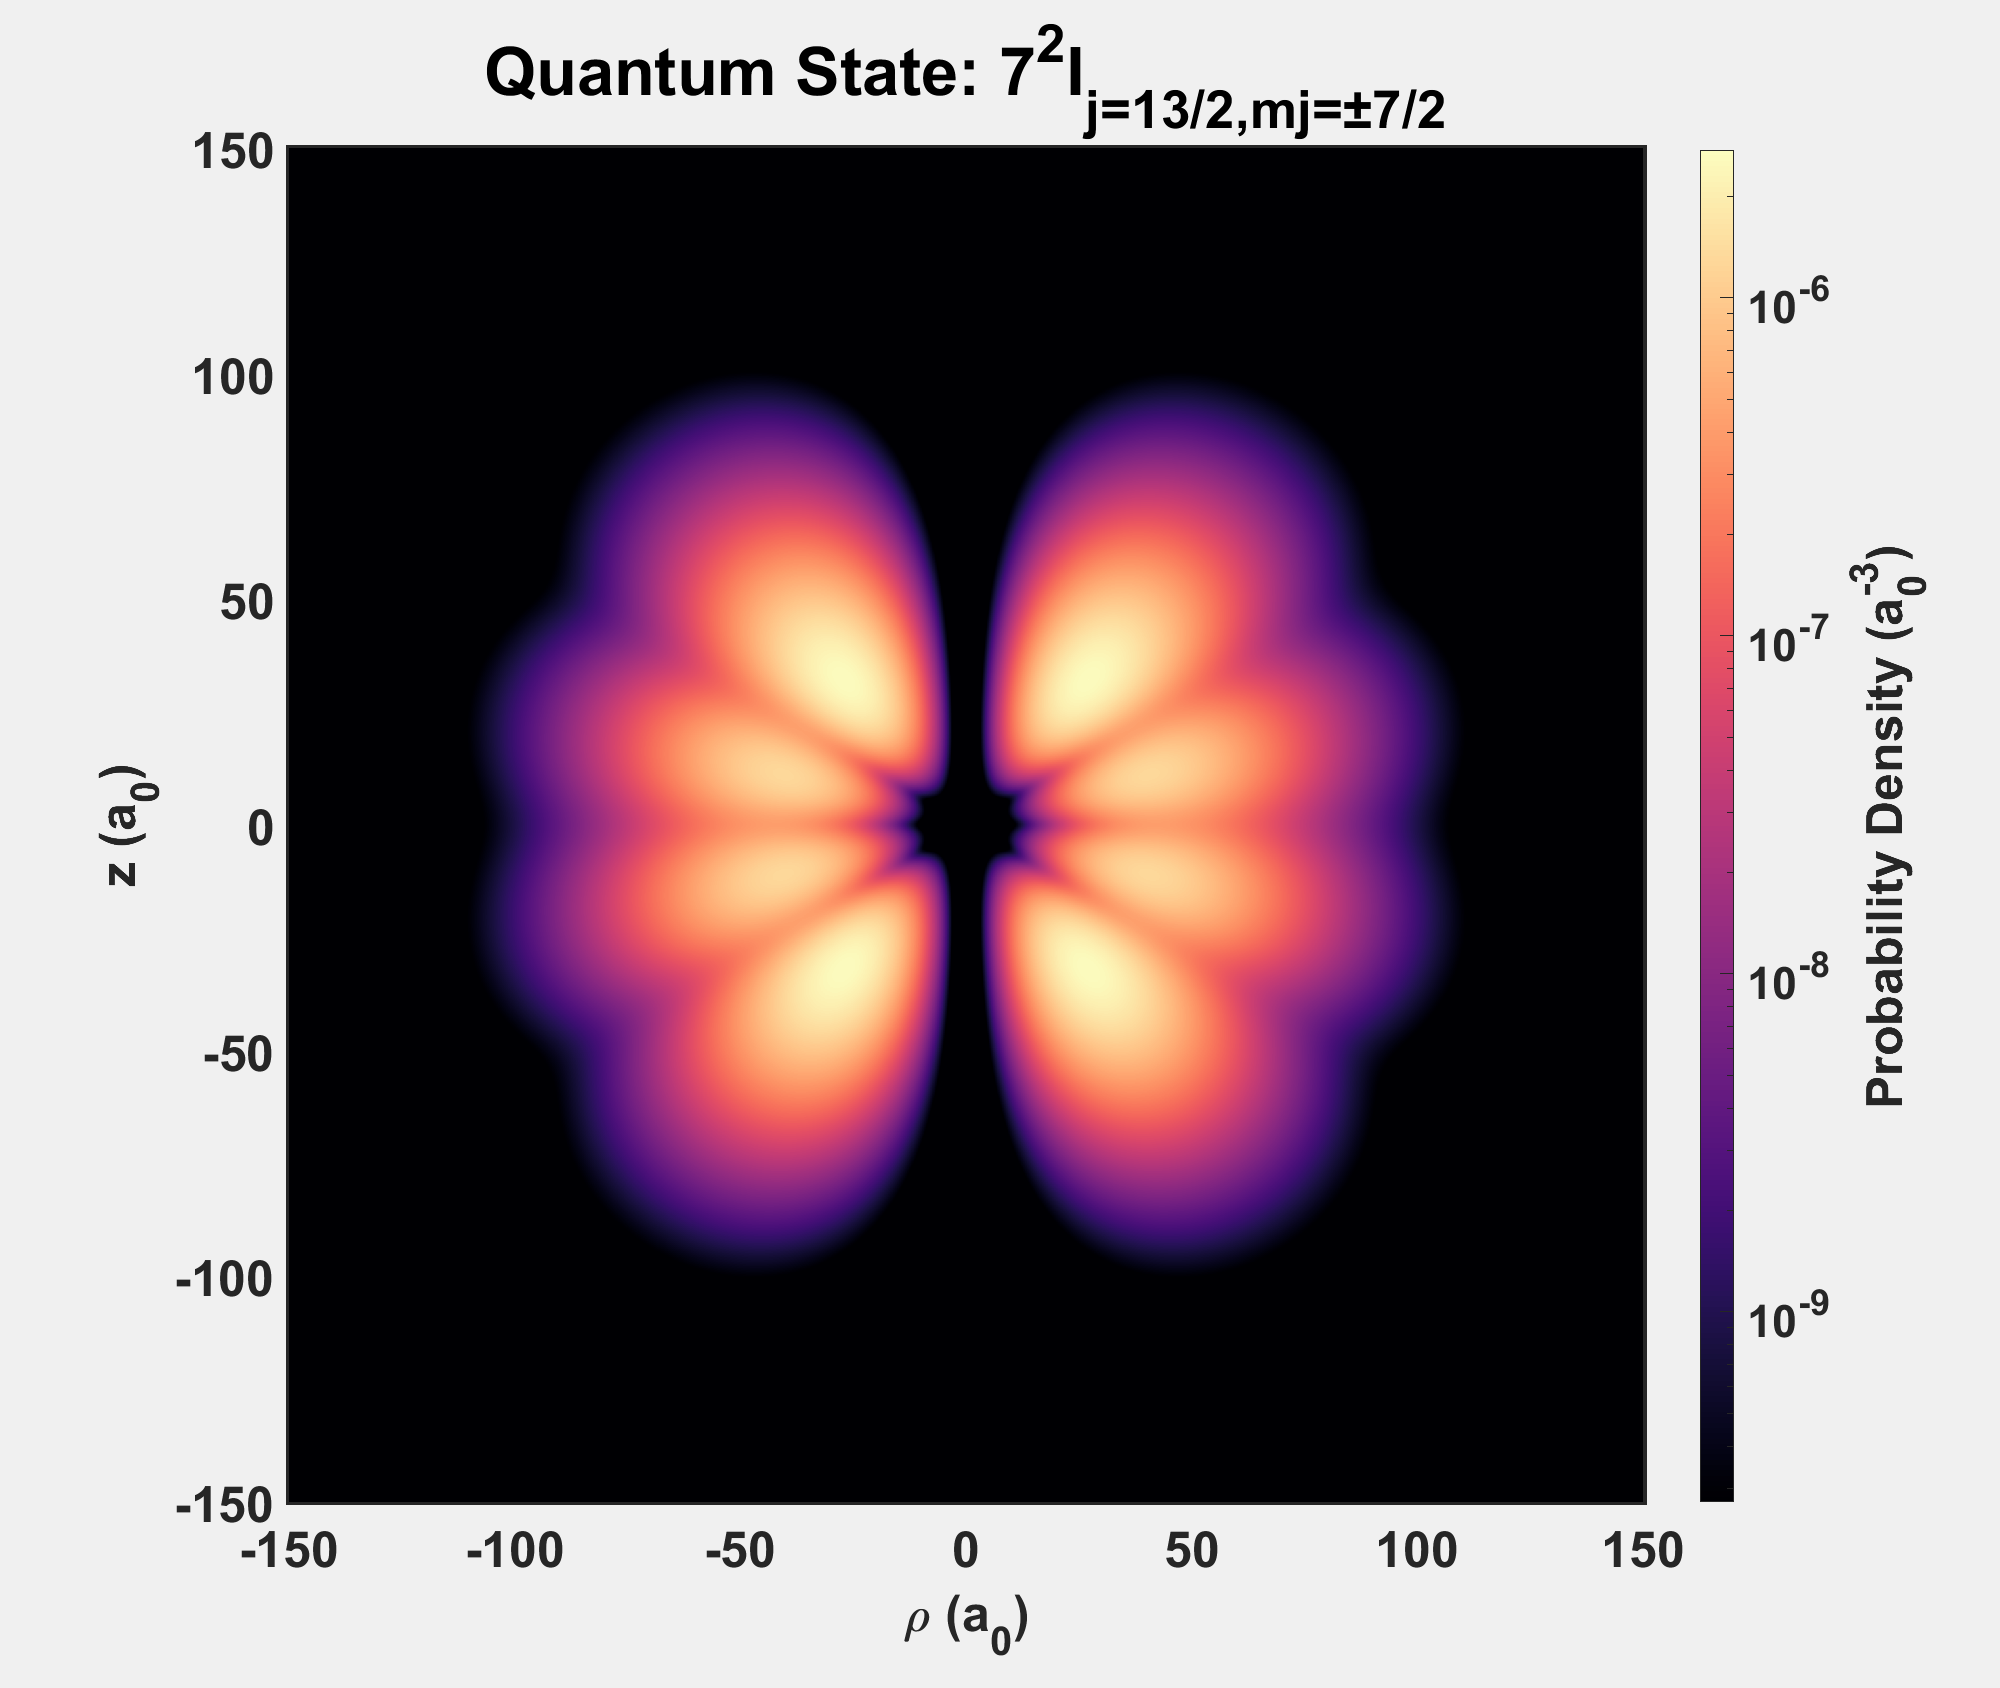 Quantum State: 7²I_j=13/2,mj=±7/2
150
100
50
0
-50
-100
-150
z (a₀)
-150 -100 -50 0 50 100 150
ρ (a₀)
10⁻⁶
10⁻⁷
10⁻⁸
10⁻⁹
Probability Density (a₀⁻³)